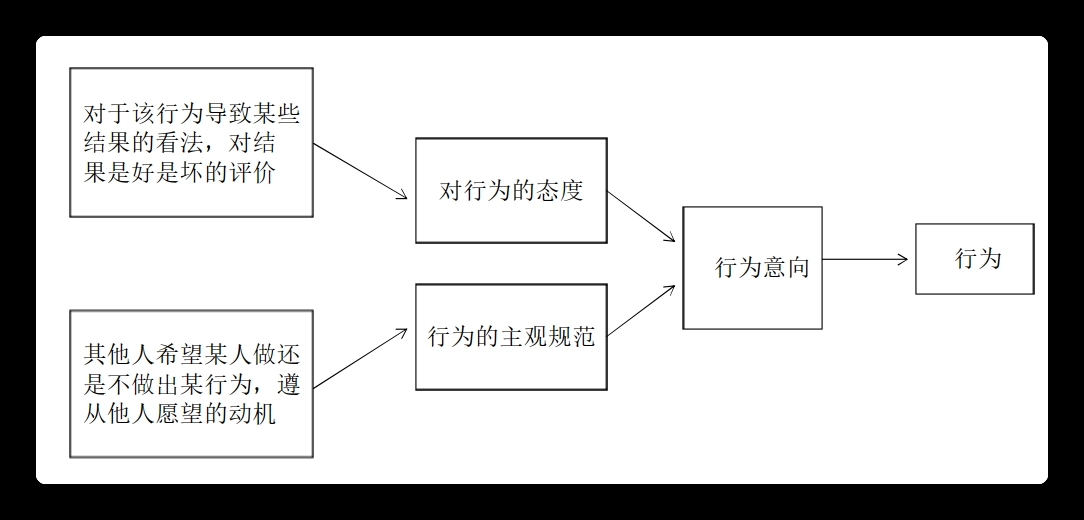 对于该行为导致某些
结果的看法，对结
果是好是坏的评价
对行为的态度
行为意向
行为
行为的主观规范
其他人希望某人做还
是不做出某行为，遵
从他人愿望的动机